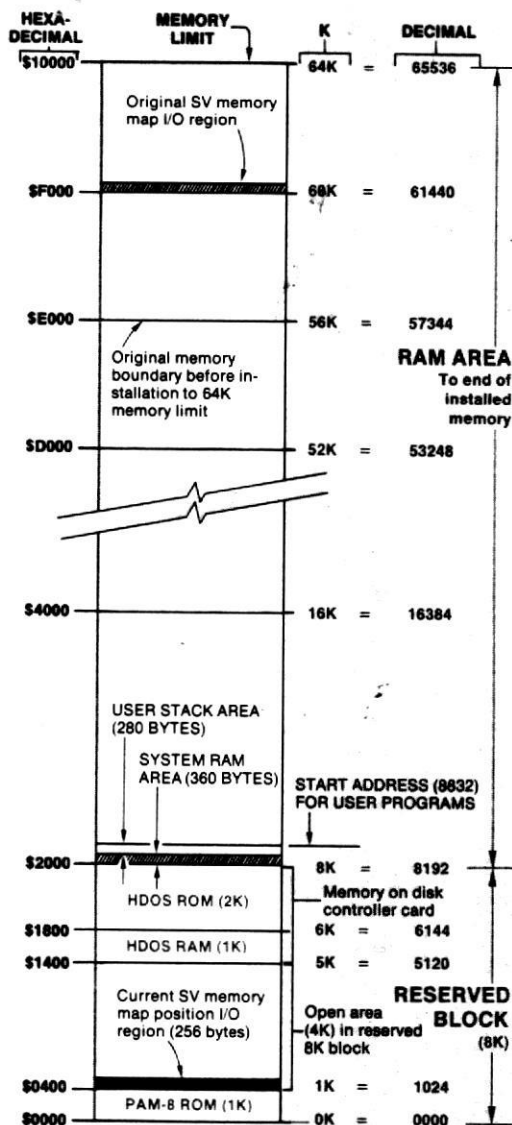 HEXA-
DECIMAL
MEMORY
LIMIT
K
DECIMAL
$10000
64K = 65536
Original SV memory
map I/O region
$F000
60K = 61440
$E000
56K = 57344
Original memory
boundary before in-
stallation to 64K
memory limit
RAM AREA
To end of
installed
memory
$D000
52K = 53248
$4000
16K = 16384
USER STACK AREA
(280 BYTES)
SYSTEM RAM
AREA (360 BYTES)
START ADDRESS (8832)
FOR USER PROGRAMS
$2000
8K = 8192
HDOS ROM (2K)
Memory on disk
controller card
$1800
6K = 6144
HDOS RAM (1K)
$1400
5K = 5120
Current SV memory
map position I/O
region (256 bytes)
Open area
(4K) in reserved
8K block
RESERVED
BLOCK
(8K)
$0400
1K = 1024
PAM-8 ROM (1K)
$0000
0K = 0000